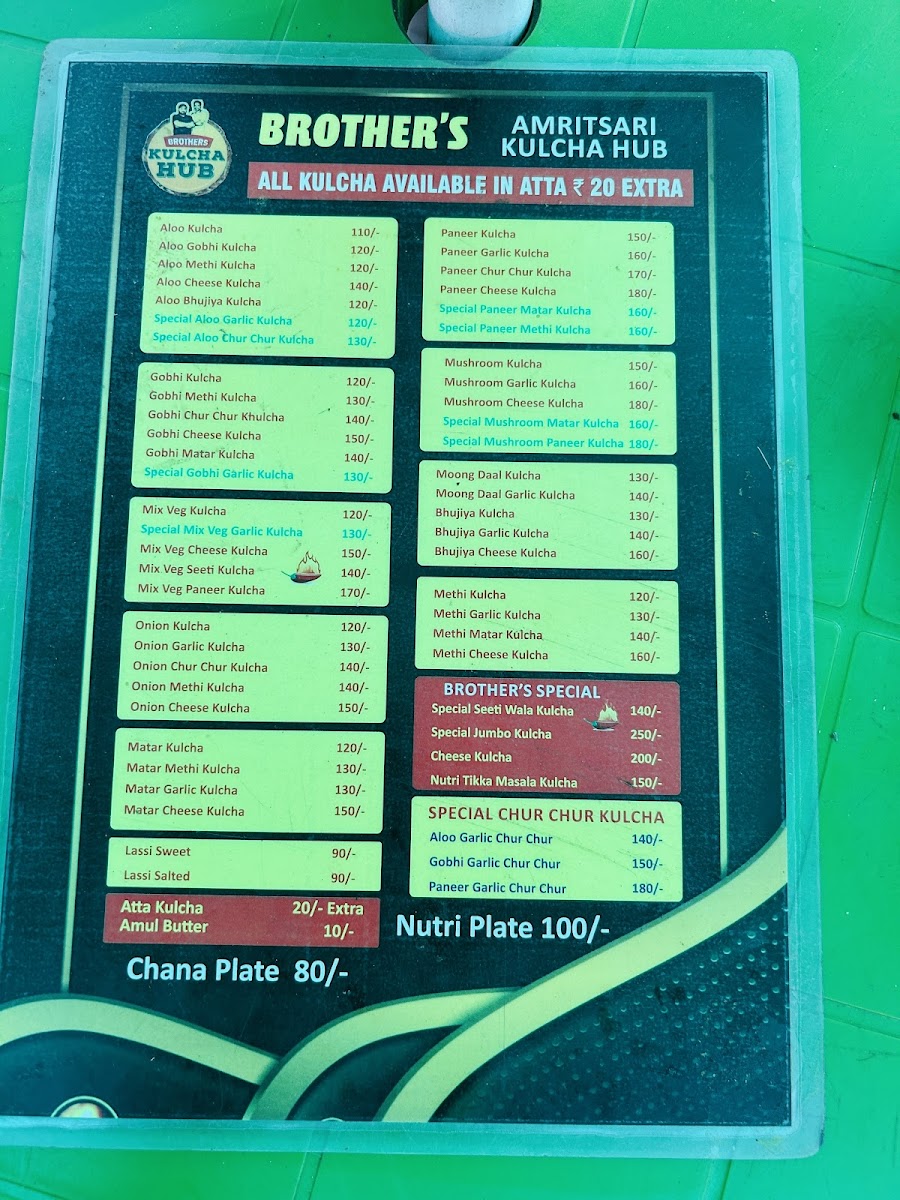 BROTHERS
KULCHA
HUB
BROTHER'S
AMRITSARI
KULCHA HUB
ALL KULCHA AVAILABLE IN ATTA ₹ 20 EXTRA
Aloo Kulcha 110/-
Aloo Gobhi Kulcha 120/-
Aloo Methi Kulcha 120/-
Aloo Cheese Kulcha 140/-
Aloo Bhujiya Kulcha 120/-
Special Aloo Garlic Kulcha 120/-
Special Aloo Chur Chur Kulcha 130/-
Gobhi Kulcha 120/-
Gobhi Methi Kulcha 130/-
Gobhi Chur Chur Khulcha 140/-
Gobhi Cheese Kulcha 150/-
Gobhi Matar Kulcha 140/-
Special Gobhi Garlic Kulcha 130/-
Mix Veg Kulcha 120/-
Special Mix Veg Garlic Kulcha 130/-
Mix Veg Cheese Kulcha 150/-
Mix Veg Seeti Kulcha 140/-
Mix Veg Paneer Kulcha 170/-
Onion Kulcha 120/-
Onion Garlic Kulcha 130/-
Onion Chur Chur Kulcha 140/-
Onion Methi Kulcha 140/-
Onion Cheese Kulcha 150/-
Matar Kulcha 120/-
Matar Methi Kulcha 130/-
Matar Garlic Kulcha 130/-
Matar Cheese Kulcha 150/-
Lassi Sweet 90/-
Lassi Salted 90/-
Atta Kulcha 20/- Extra
Amul Butter 10/-
Chana Plate 80/-
Paneer Kulcha 150/-
Paneer Garlic Kulcha 160/-
Paneer Chur Chur Kulcha 170/-
Paneer Cheese Kulcha 180/-
Special Paneer Matar Kulcha 160/-
Special Paneer Methi Kulcha 160/-
Mushroom Kulcha 150/-
Mushroom Garlic Kulcha 160/-
Mushroom Cheese Kulcha 180/-
Special Mushroom Matar Kulcha 160/-
Special Mushroom Paneer Kulcha 180/-
Moong Daal Kulcha 130/-
Moong Daal Garlic Kulcha 140/-
Bhujiya Kulcha 130/-
Bhujiya Garlic Kulcha 140/-
Bhujiya Cheese Kulcha 160/-
Methi Kulcha 120/-
Methi Garlic Kulcha 130/-
Methi Matar Kulcha 140/-
Methi Cheese Kulcha 160/-
BROTHER'S SPECIAL
Special Seeti Wala Kulcha 140/-
Special Jumbo Kulcha 250/-
Cheese Kulcha 200/-
Nutri Tikka Masala Kulcha 150/-
SPECIAL CHUR CHUR KULCHA
Aloo Garlic Chur Chur 140/-
Gobhi Garlic Chur Chur 150/-
Paneer Garlic Chur Chur 180/-
Nutri Plate 100/-